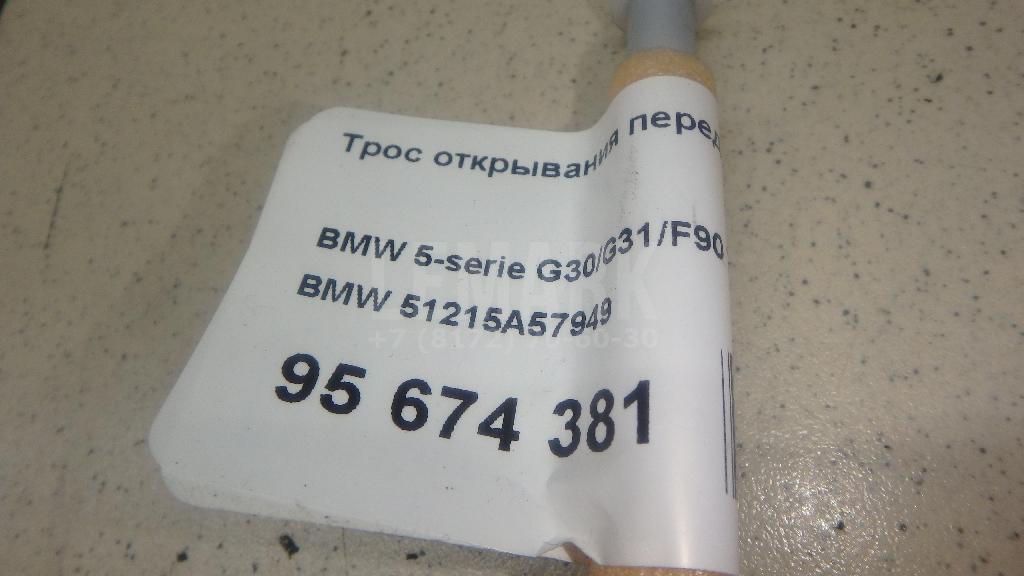 Трос открывания перед
BMW 5-serie G30/G31/F90
BMW 51215A57949
95 674 381